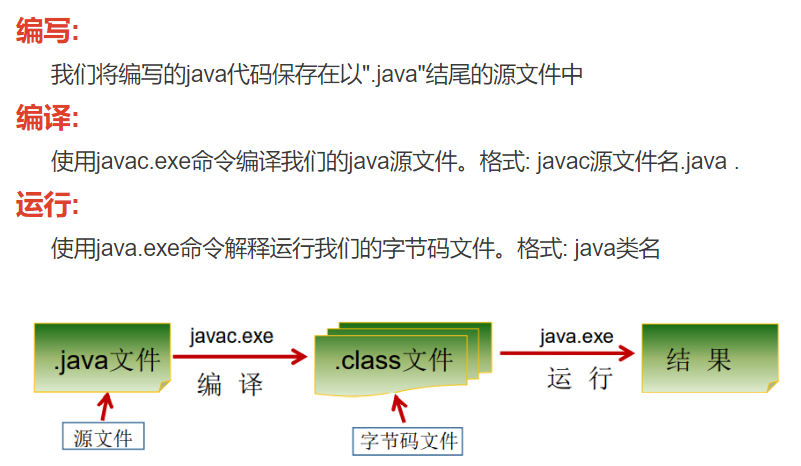 编写:
我们将编写的java代码保存在以".java"结尾的源文件中
编译:
使用javac.exe命令编译我们的java源文件。格式: javac源文件名.java .
运行:
使用java.exe命令解释运行我们的字节码文件。格式: java类名
.java文件
javac.exe
编 译
.class文件
java.exe
运 行
结 果
源文件
字节码文件